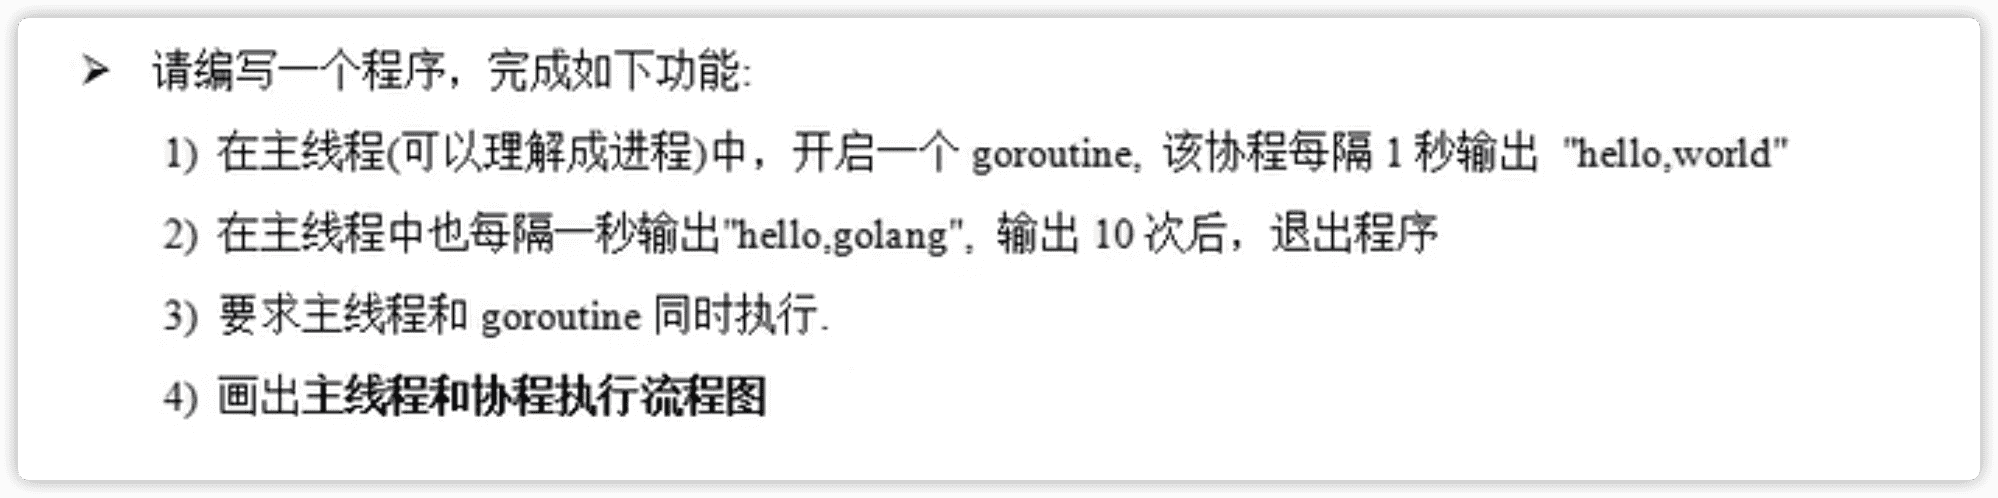 ➤ 请编写一个程序，完成如下功能:
1) 在主线程(可以理解成进程)中，开启一个 goroutine, 该协程每隔 1 秒输出 "hello,world"
2) 在主线程中也每隔一秒输出"hello,golang", 输出 10 次后，退出程序
3) 要求主线程和 goroutine 同时执行.
4) 画出主线程和协程执行流程图